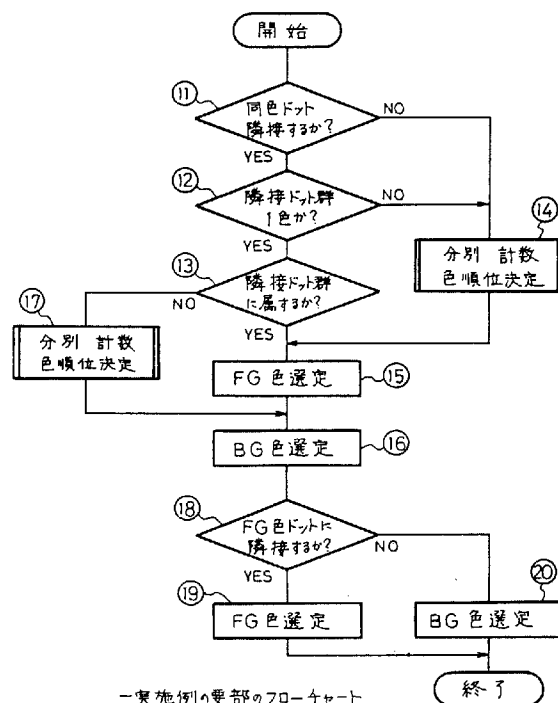 開始
⑪
同色ドット
隣接するか?
NO
YES
⑫
隣接ドット群
1色か?
NO
YES
⑭
分別 計数
色順位決定
⑬
隣接ドット群
に属するか?
NO
YES
⑰
分別 計数
色順位決定
FG色選定
⑮
BG色選定
⑯
⑱
FG色ドットに
隣接するか?
NO
YES
⑲
FG色選定
⑳
BG色選定
終了
一実施例の要部のフローチャート